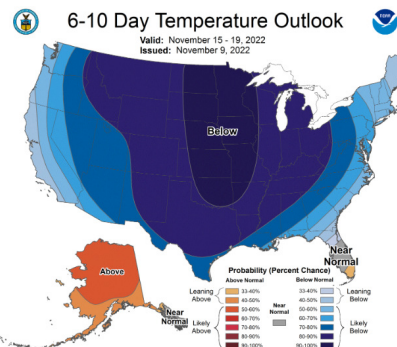 6-10 Day Temperature Outlook
Valid: November 15 - 19, 2022
Issued: November 9, 2022
Below
Near
Normal
Above
Near
Normal
Probability (Percent Chance)
Above Normal
Below Normal
Leaning
Above
33-40%
40-50%
Likely
Above
50-60%
60-70%
70-80%
80-90%
90-100%
Near
Normal
33-40%
40-50%
Leaning
Below
50-60%
60-70%
70-80%
80-90%
90-100%
Likely
Below